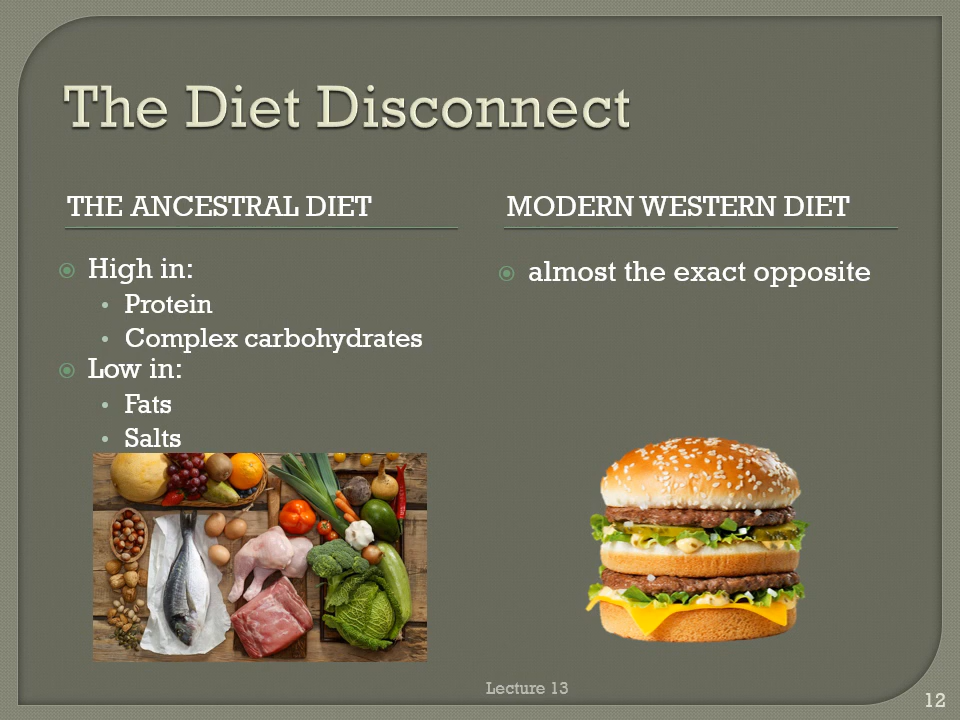 The Diet Disconnect
THE ANCESTRAL DIET
High in:
Protein
Complex carbohydrates
Low in:
Fats
Salts
MODERN WESTERN DIET
almost the exact opposite
Lecture 13
12